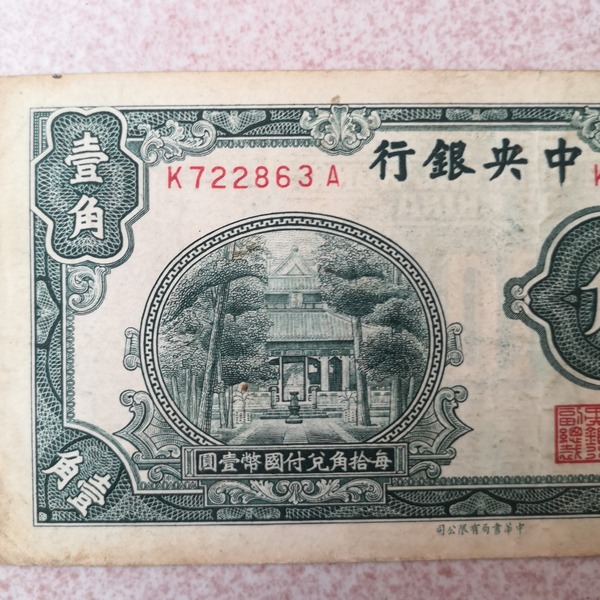 中央銀行
K722863A
壹角
每拾角兌付國幣壹圓
壹角
中華書局有限公司